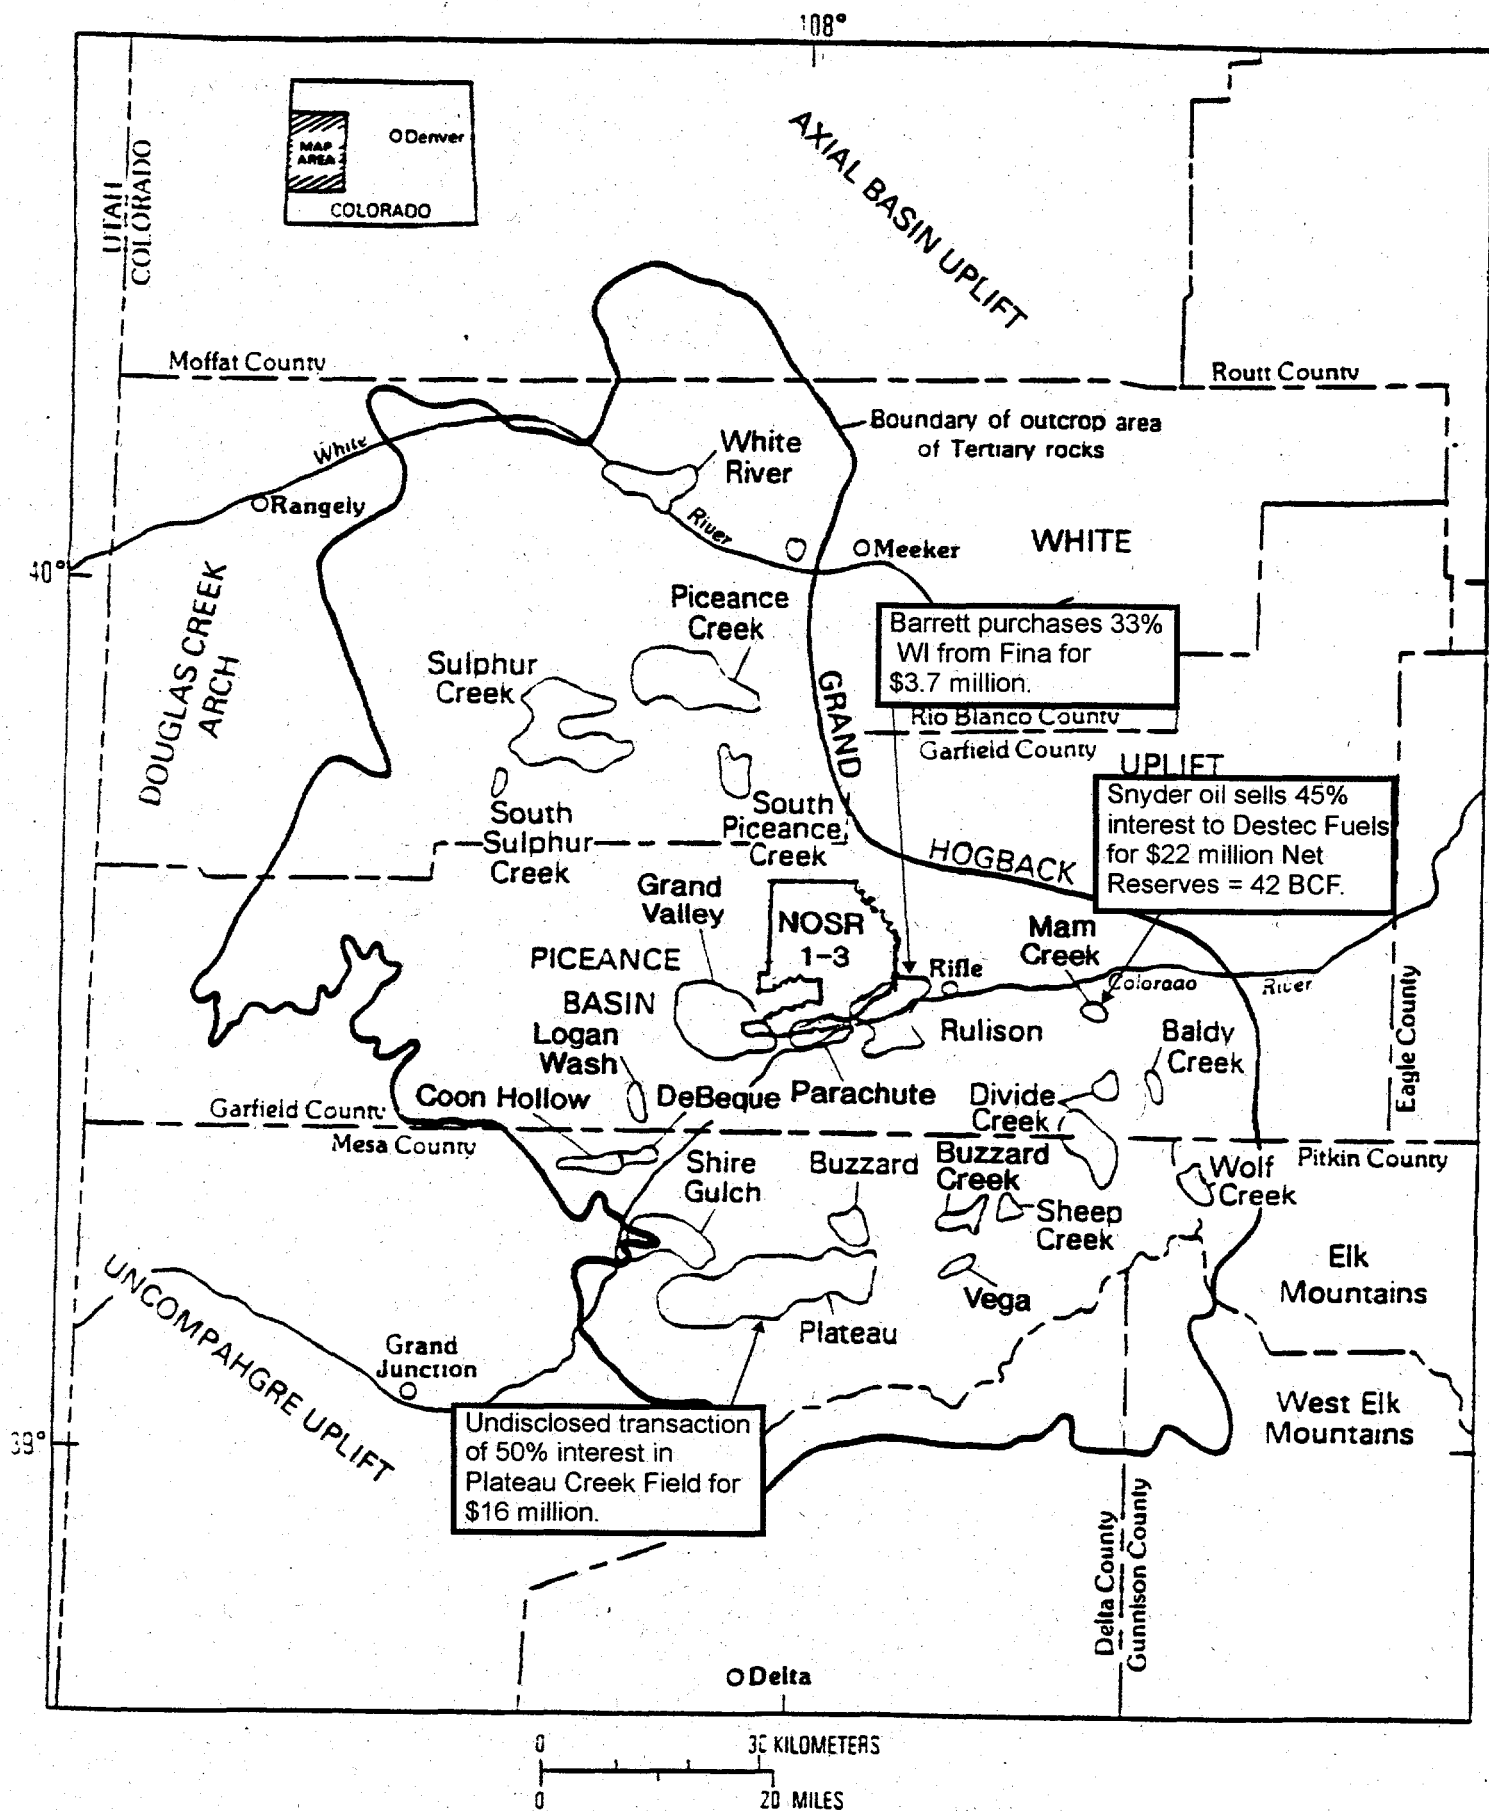 108°
MAP
AREA
Denver
COLORADO
UTAH
COLORADO
AXIAL BASIN UPLIFT
Moffat County
Routt County
Boundary of outcrop area
of Tertiary rocks
White
White
River
Rangely
River
Meeker
WHITE
40°
DOUGLAS CREEK
ARCH
Piceance
Creek
Barrett purchases 33%
WI from Fina for
$3.7 million.
Sulphur
Creek
GRAND
Rio Blanco County
Garfield County
UPLIFT
Snyder oil sells 45%
interest to Destec Fuels
for $22 million Net
Reserves = 42 BCF.
South
Sulphur
Creek
South
Piceance
Creek
HOGBACK
Grand
Valley
NOSR
1-3
Mam
Creek
PICEANCE
BASIN
Rifle
Colorado
River
Logan
Wash
Rulison
Baldy
Creek
Eagle County
Coon Hollow
DeBeque
Parachute
Divide
Creek
Garfield County
Mesa County
Shire
Gulch
Buzzard
Buzzard
Creek
Wolf
Creek
Pitkin County
Sheep
Creek
Elk
Mountains
Vega
Plateau
UNCOMPAHGRE UPLIFT
Grand
Junction
West Elk
Mountains
39°
Undisclosed transaction
of 50% interest in
Plateau Creek Field for
$16 million.
Delta County
Gunnison County
Delta
0
30 KILOMETERS
0
20 MILES